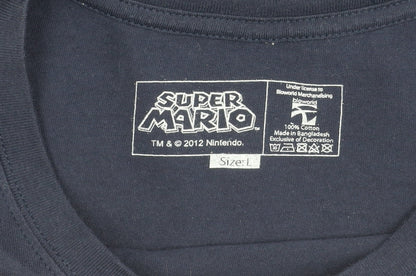 SUPER
MARIO™
TM & © 2012 Nintendo.
Size: L
Under license to
Bioworld Merchandising
bioworld
100% Cotton
Made in Bangladesh
Exclusive of Decoration